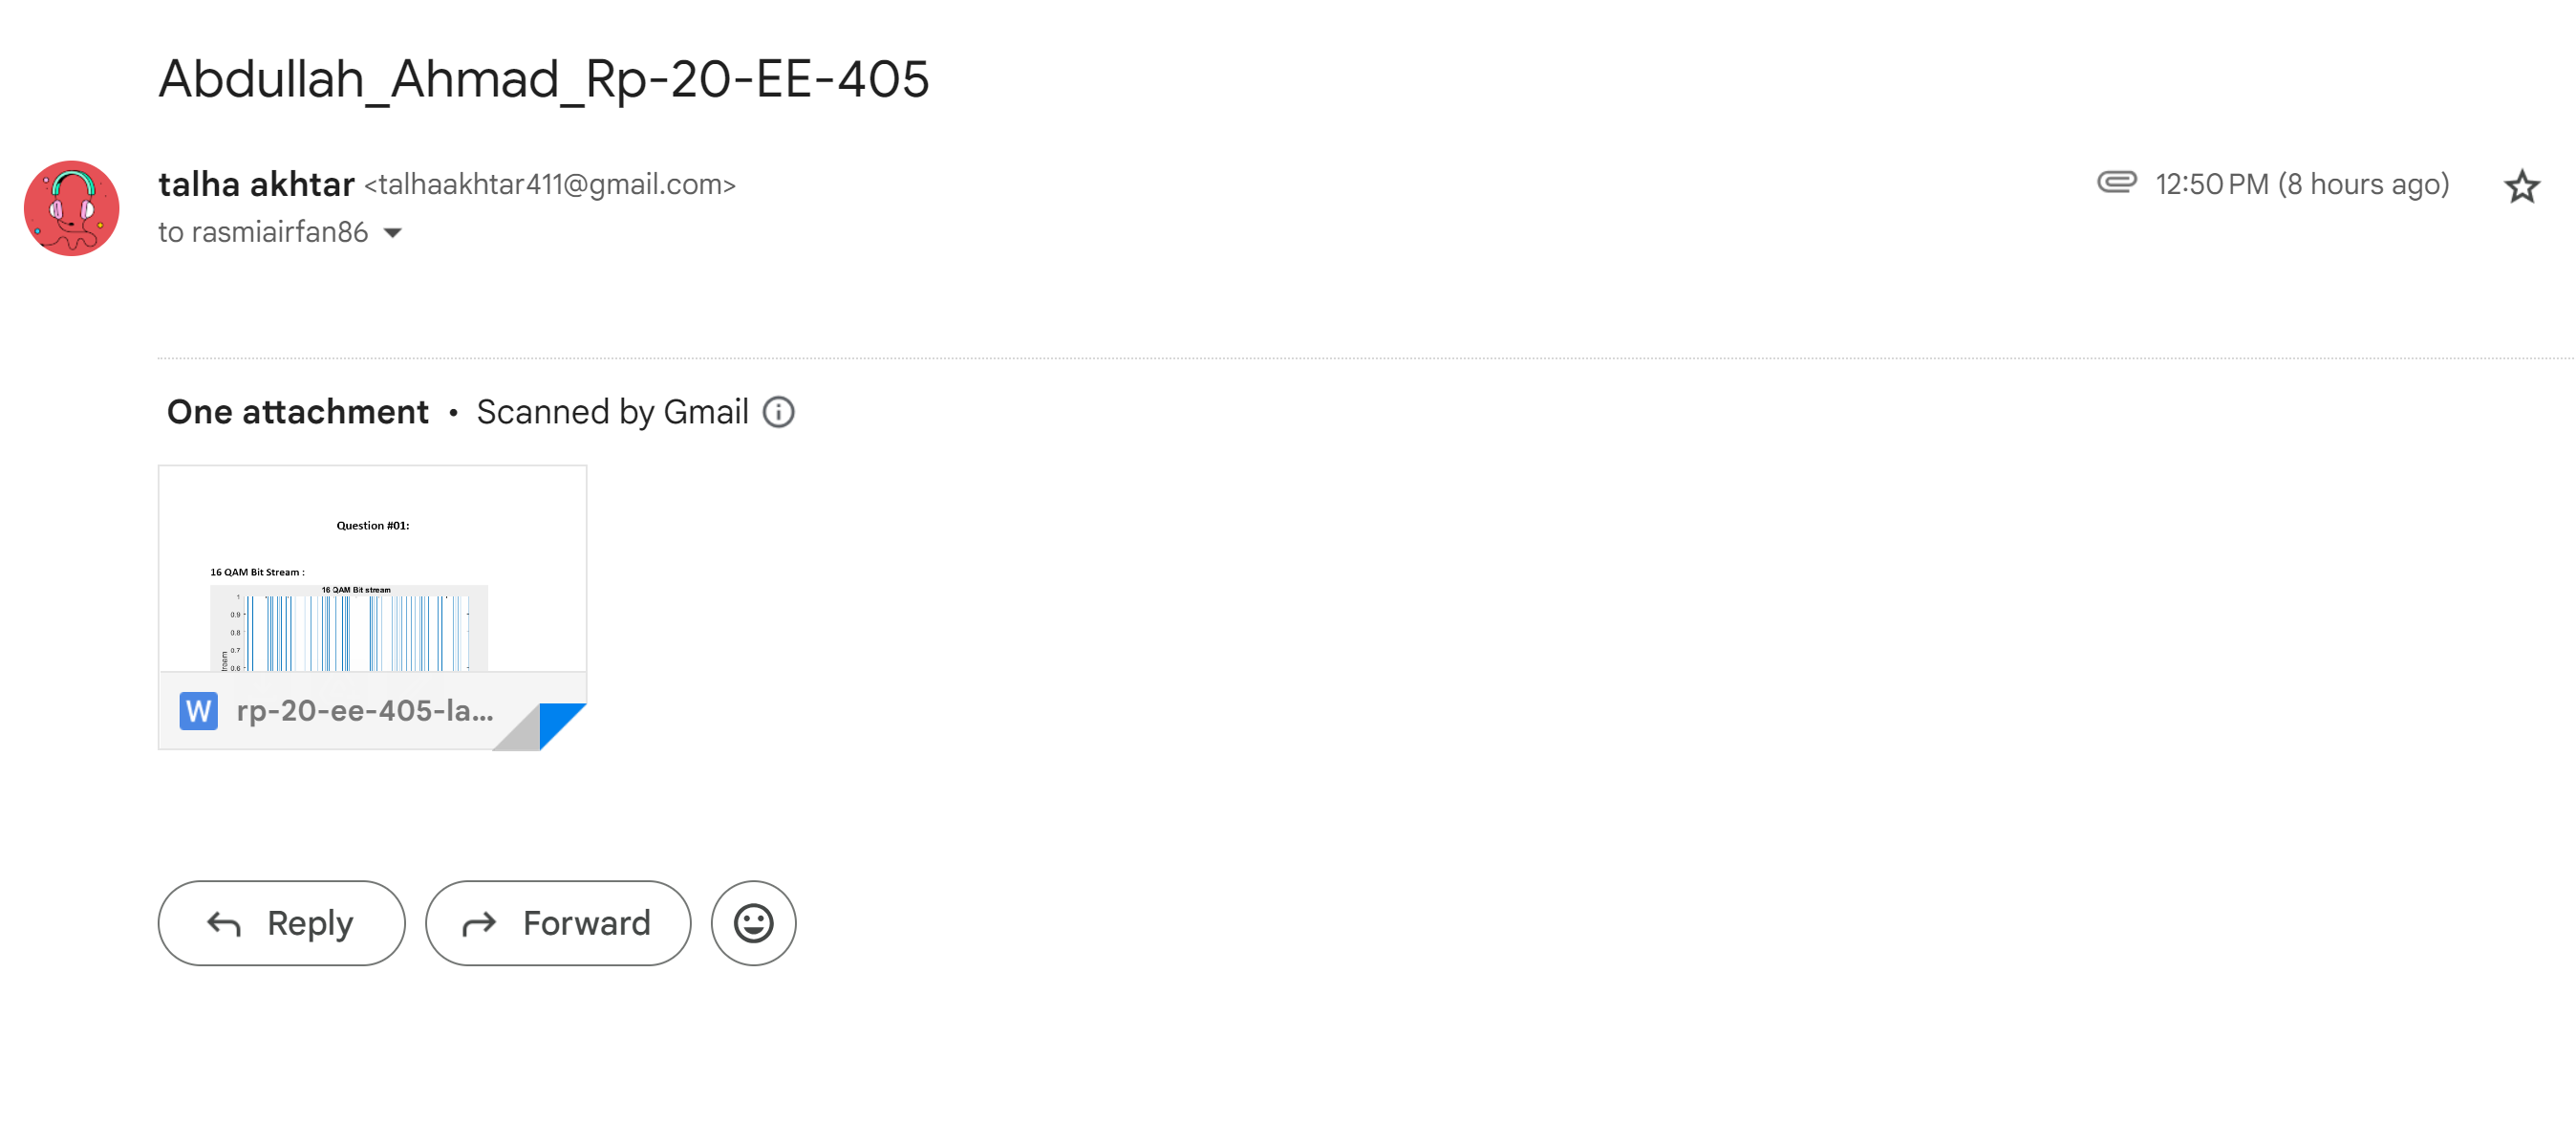 Abdullah_Ahmad_Rp-20-EE-405
talha akhtar <talhaakhtar411@gmail.com>
12:50 PM (8 hours ago)
to rasmiairfan86
One attachment • Scanned by Gmail
Question #01:
16 QAM Bit Stream :
16 QAM Bit stream
1
0.9
0.8
0.7
0.6
W rp-20-ee-405-la...
Reply
Forward